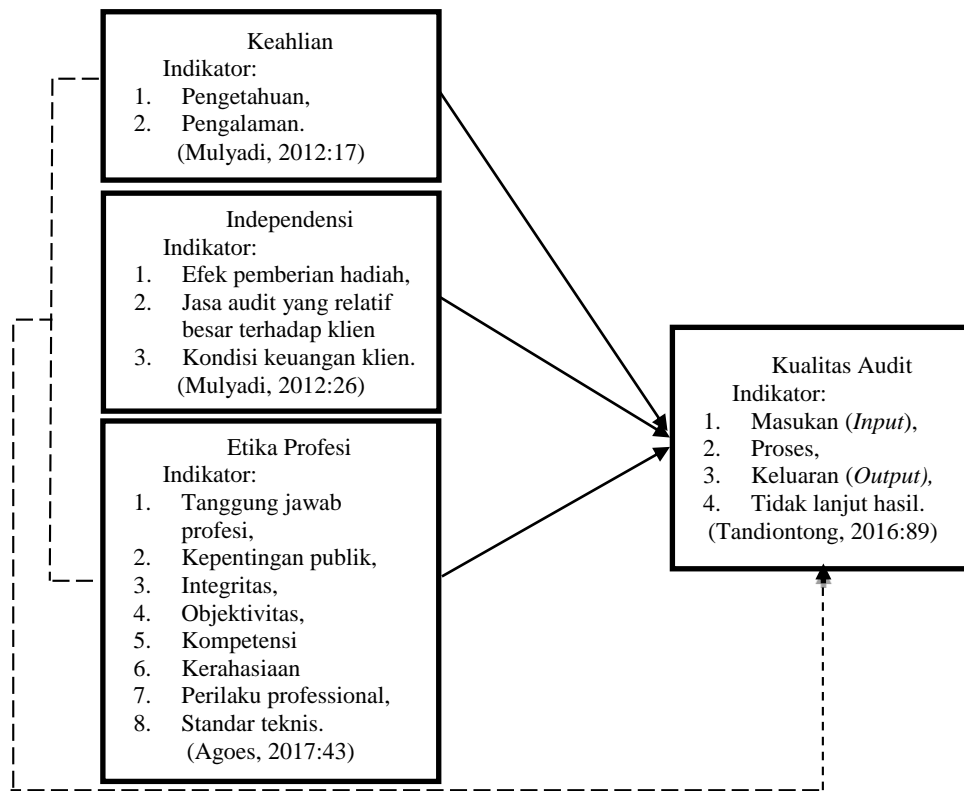 Keahlian
Indikator:
1. Pengetahuan,
2. Pengalaman.
(Mulyadi, 2012:17)
Independensi
Indikator:
1. Efek pemberian hadiah,
2. Jasa audit yang relatif
besar terhadap klien
3. Kondisi keuangan klien.
(Mulyadi, 2012:26)
Etika Profesi
Indikator:
1. Tanggung jawab
profesi,
2. Kepentingan publik,
3. Integritas,
4. Objektivitas,
5. Kompetensi
6. Kerahasiaan
7. Perilaku professional,
8. Standar teknis.
(Agoes, 2017:43)
Kualitas Audit
Indikator:
1. Masukan (Input),
2. Proses,
3. Keluaran (Output),
4. Tidak lanjut hasil.
(Tandiontong, 2016:89)